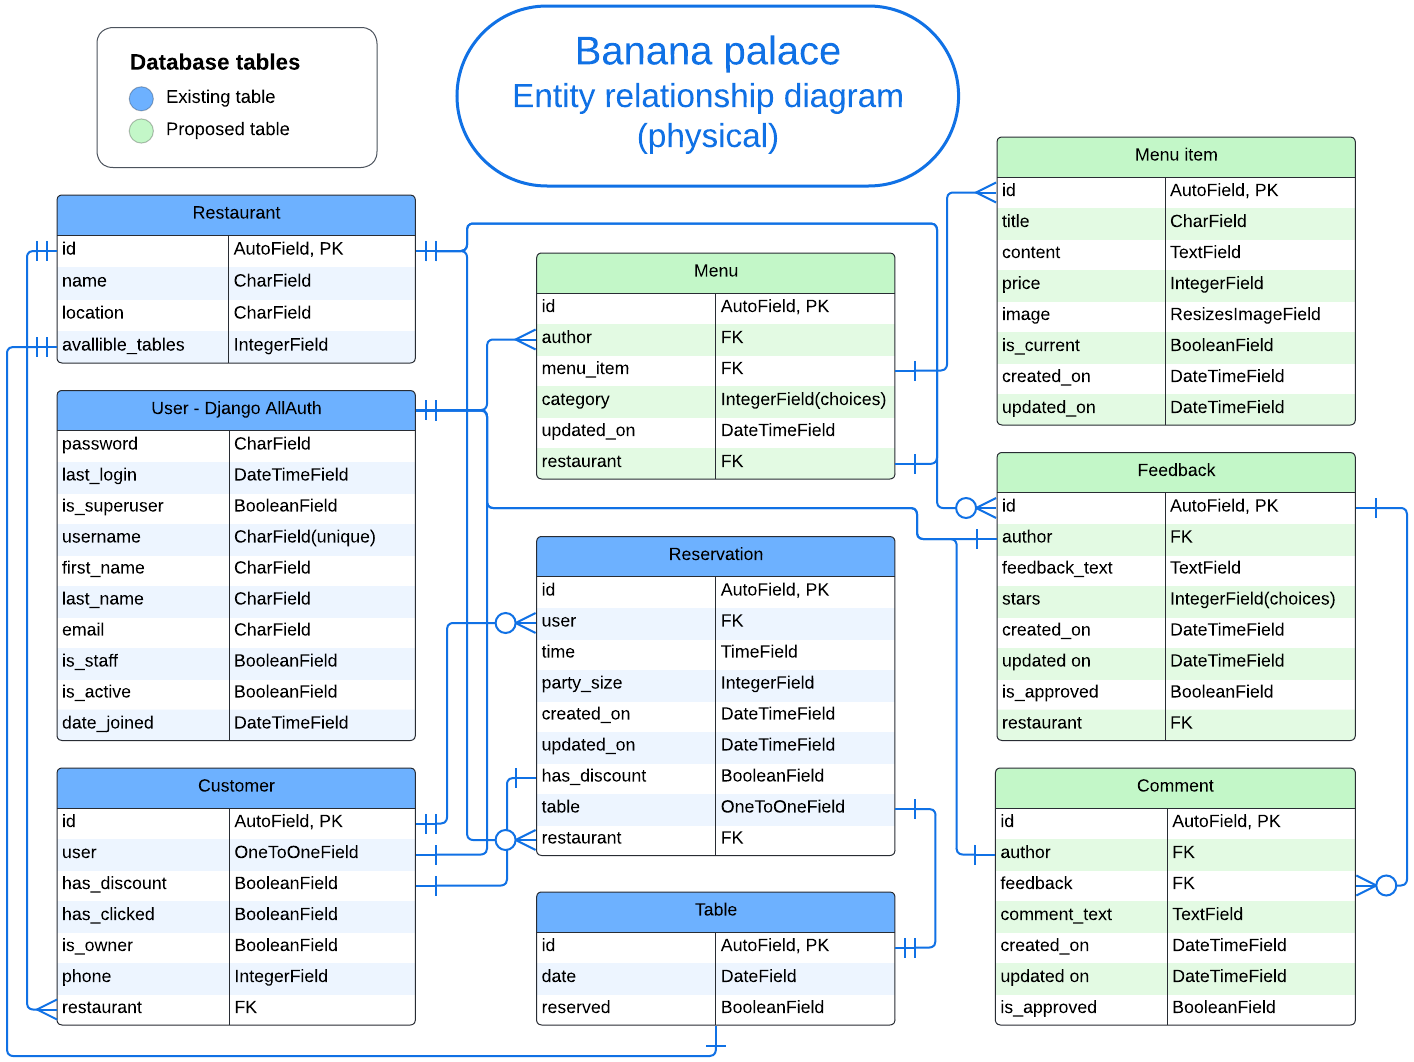 Banana palace
Entity relationship diagram
(physical)
Database tables
Existing table
Proposed table
Restaurant
id AutoField, PK
name CharField
location CharField
avallible_tables IntegerField
User - Django AllAuth
password CharField
last_login DateTimeField
is_superuser BooleanField
username CharField(unique)
first_name CharField
last_name CharField
email CharField
is_staff BooleanField
is_active BooleanField
date_joined DateTimeField
Customer
id AutoField, PK
user OneToOneField
has_discount BooleanField
has_clicked BooleanField
is_owner BooleanField
phone IntegerField
restaurant FK
Menu
id AutoField, PK
author FK
menu_item FK
category IntegerField(choices)
updated_on DateTimeField
restaurant FK
Reservation
id AutoField, PK
user FK
time TimeField
party_size IntegerField
created_on DateTimeField
updated_on DateTimeField
has_discount BooleanField
table OneToOneField
restaurant FK
Table
id AutoField, PK
date DateField
reserved BooleanField
Menu item
id AutoField, PK
title CharField
content TextField
price IntegerField
image ResizesImageField
is_current BooleanField
created_on DateTimeField
updated_on DateTimeField
Feedback
id AutoField, PK
author FK
feedback_text TextField
stars IntegerField(choices)
created_on DateTimeField
updated on DateTimeField
is_approved BooleanField
restaurant FK
Comment
id AutoField, PK
author FK
feedback FK
comment_text TextField
created_on DateTimeField
updated on DateTimeField
is_approved BooleanField